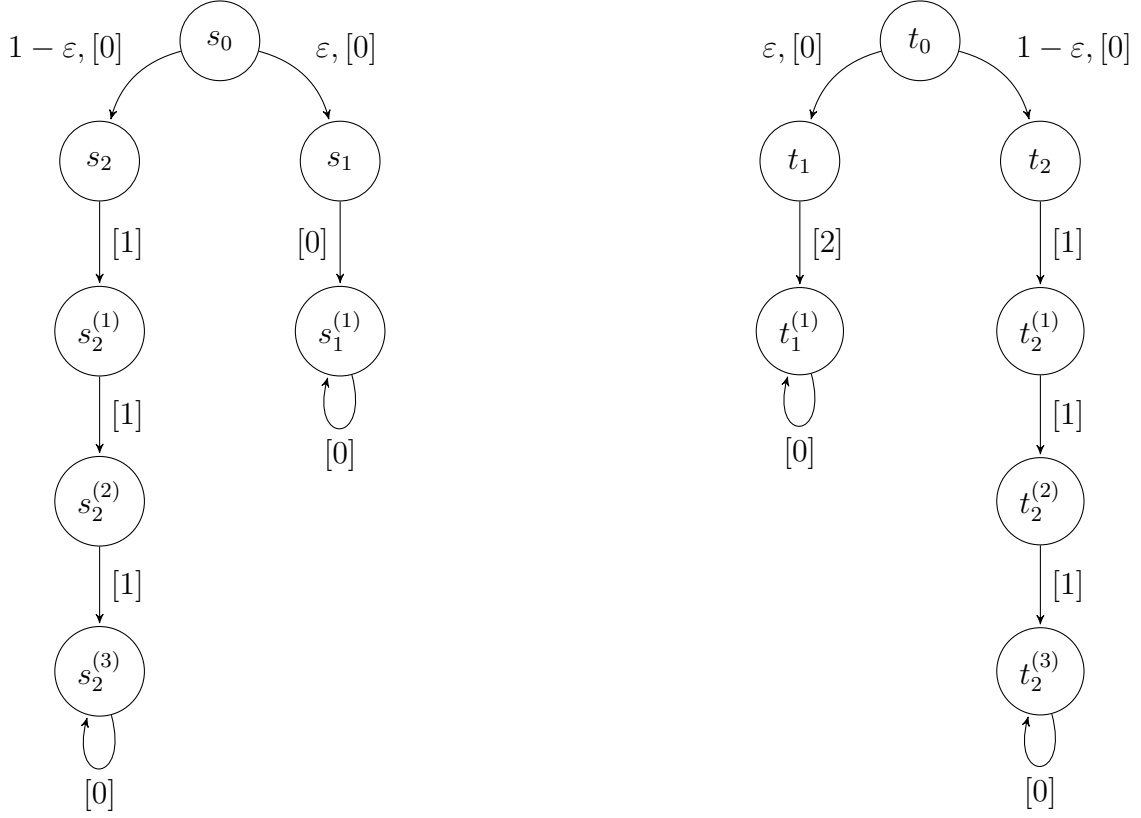 s₀ t₀
1 − ε, [0] ε, [0] ε, [0] 1 − ε, [0]
s₂ s₁ t₁ t₂
[1] [0] [2] [1]
s₂⁽¹⁾ s₁⁽¹⁾ t₁⁽¹⁾ t₂⁽¹⁾
[1] [1]
[0] [0]
s₂⁽²⁾ t₂⁽²⁾
[1] [1]
s₂⁽³⁾ t₂⁽³⁾
[0] [0]